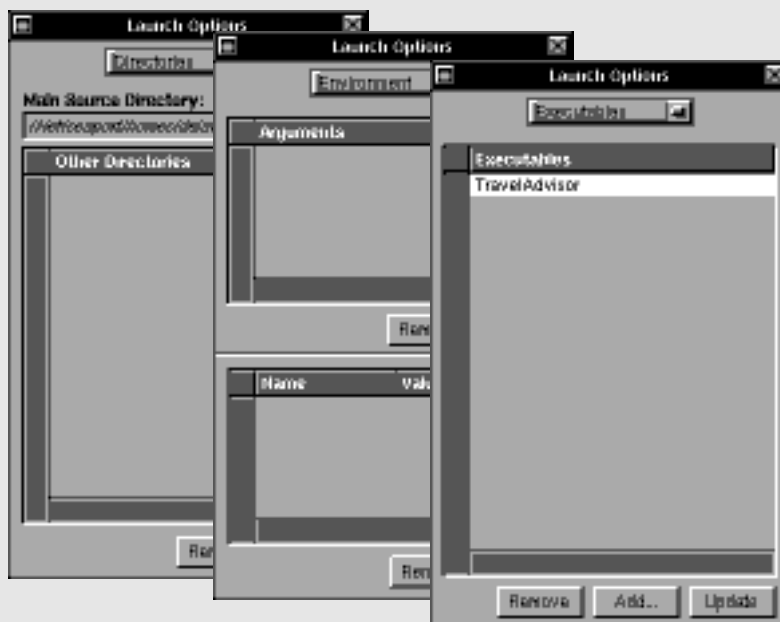 Launch Options
Directories
Main Source Directory:
Other Directories
Launch Options
Environment
Arguments
Name
Launch Options
Executables
Executables
TravelAdvisor
Remove Add... Update